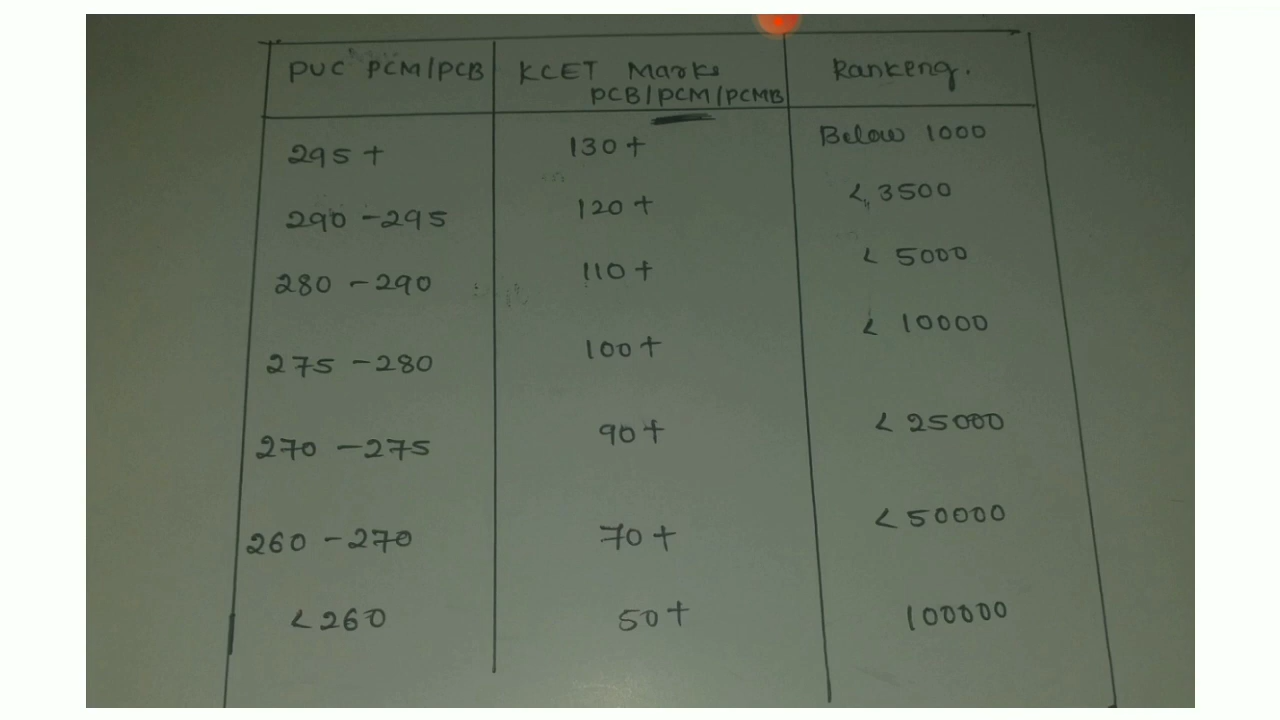 PUC PCM/PCB KCET Marks Rankeng.
PCB/PCM/PCMB
295+ 130+ Below 1000
290-295 120+ < 3500
280-290 110+ < 5000
275-280 100+ < 10000
270-275 90+ < 25000
260-270 70+ < 50000
<260 50+ 100000